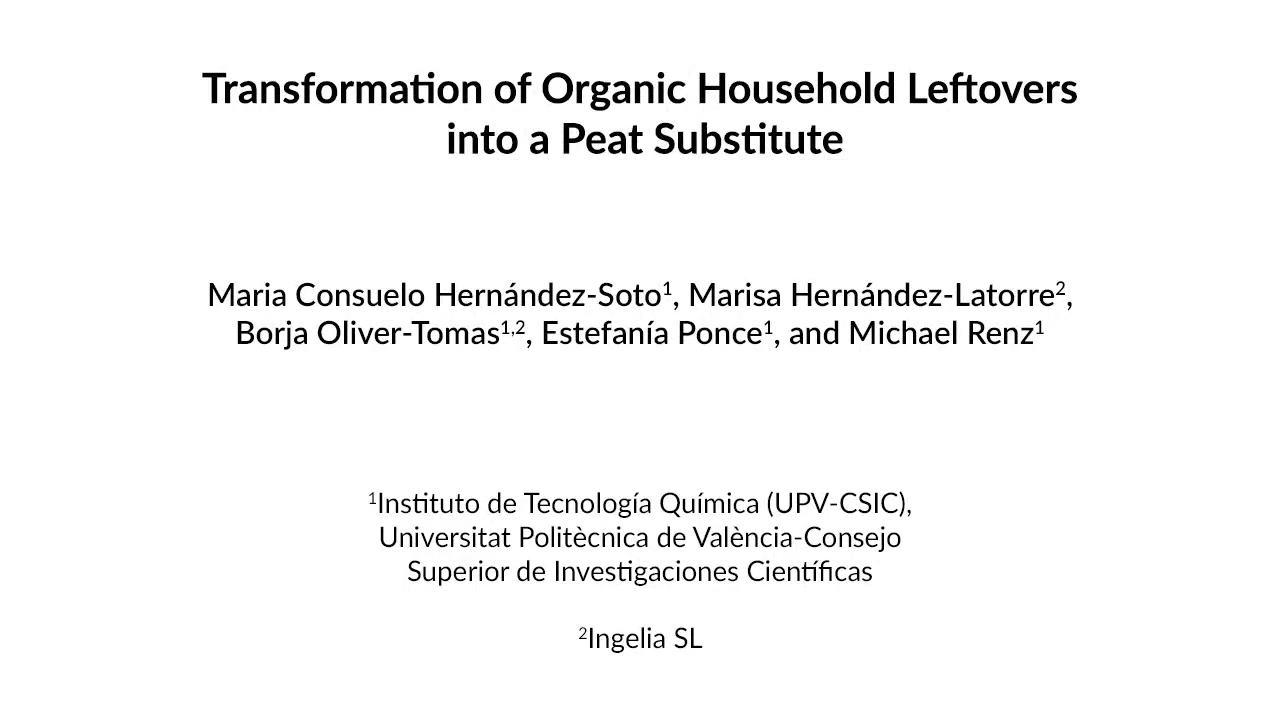 Transformation of Organic Household Leftovers
into a Peat Substitute
Maria Consuelo Hernández-Soto¹, Marisa Hernández-Latorre²,
Borja Oliver-Tomas¹,², Estefanía Ponce¹, and Michael Renz¹
¹Instituto de Tecnología Química (UPV-CSIC),
Universitat Politècnica de València-Consejo
Superior de Investigaciones Científicas
²Ingelia SL